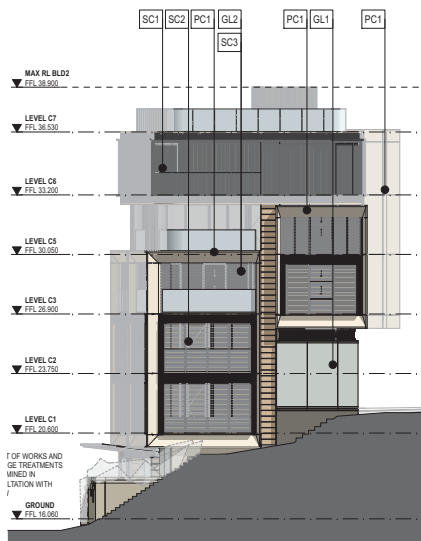 SC1 SC2 PC1 GL2 PC1 GL1 PC1
SC3
MAX RL BLD2
FFL 38.900
LEVEL C7
FFL 36.530
LEVEL C6
FFL 33.200
LEVEL C5
FFL 30.050
LEVEL C3
FFL 26.900
LEVEL C2
FFL 23.750
LEVEL C1
FFL 20.600
T OF WORKS AND
GE TREATMENTS
MINED IN
LTATION WITH
GROUND
FFL 16.060